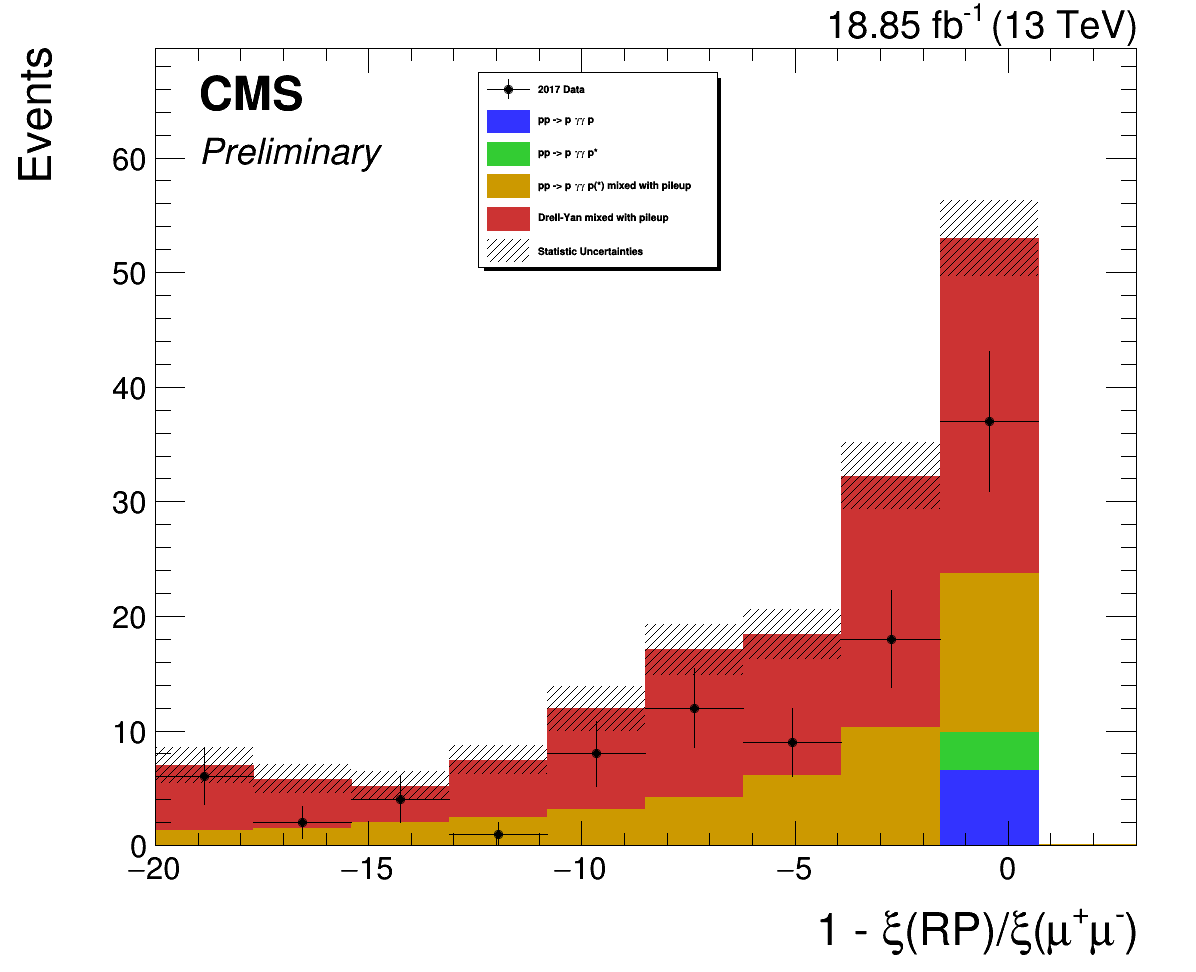 18.85 fb⁻¹ (13 TeV)
Events
CMS
Preliminary
2017 Data
pp -> p γγ p
pp -> p γγ p*
pp -> p γγ p(*) mixed with pileup
Drell-Yan mixed with pileup
Statistic Uncertainties
60
50
40
30
20
10
0
−20 −15 −10 −5 0
1 - ξ(RP)/ξ(μ⁺μ⁻)